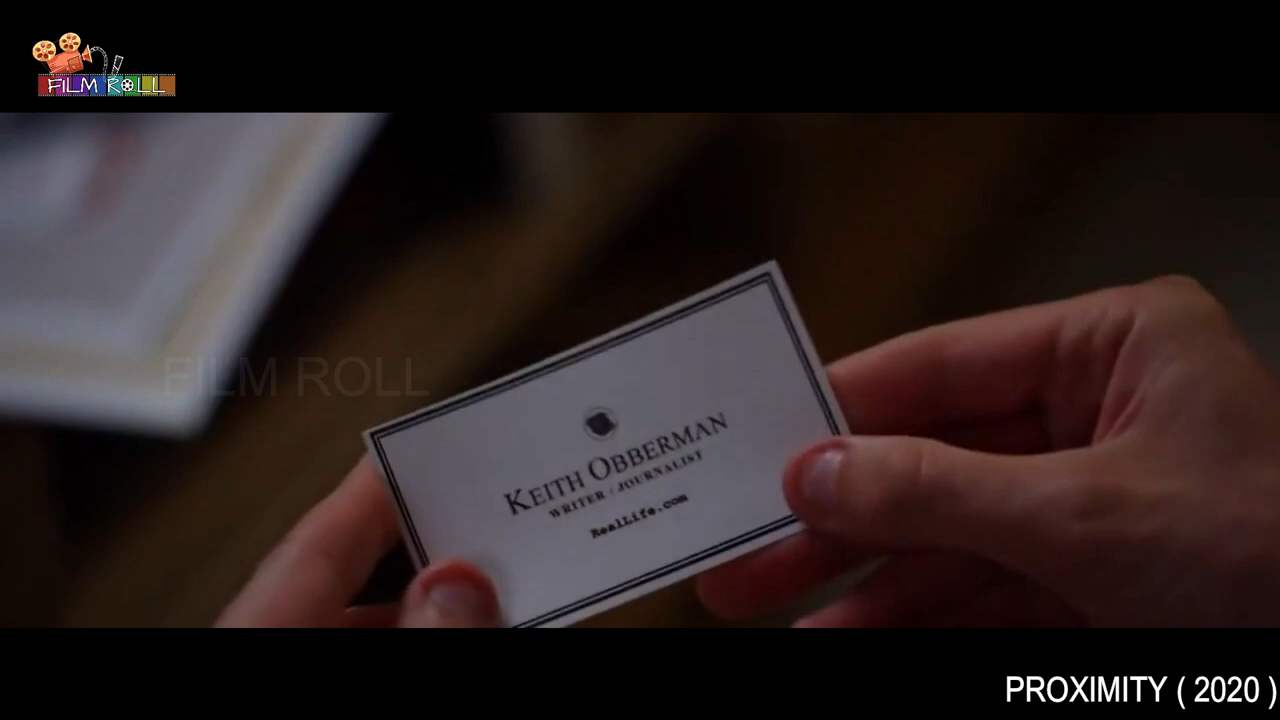 FILM ROLL
FILM ROLL
KEITH OBBERMAN
WRITER / JOURNALIST
RealLife.com
PROXIMITY ( 2020 )